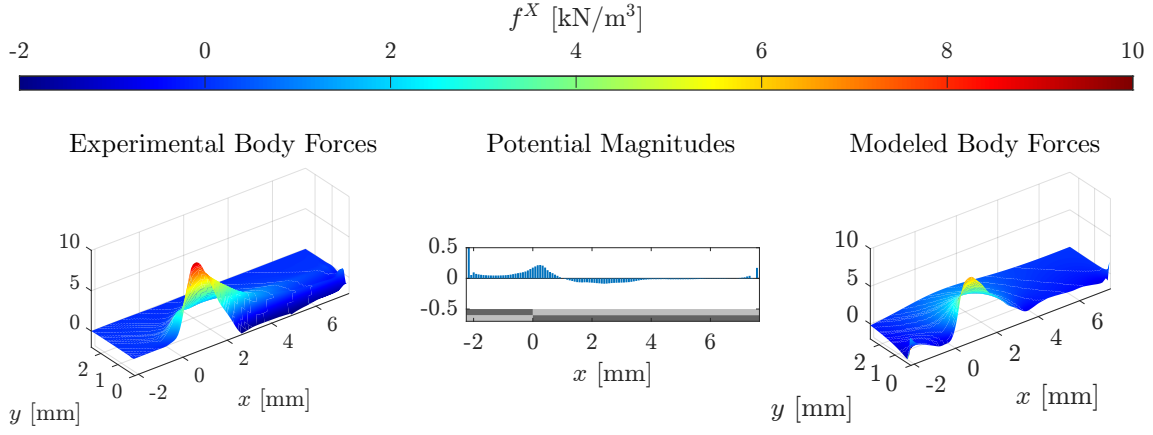 f^X [kN/m^3]
-2 0 2 4 6 8 10
Experimental Body Forces
10
5
0
2
1
0
-2
0
2
4
6
y [mm]
x [mm]
Potential Magnitudes
0.5
0
-0.5
-2 0 2 4 6
x [mm]
Modeled Body Forces
10
5
0
2
1
0
-2
0
2
4
6
y [mm]
x [mm]